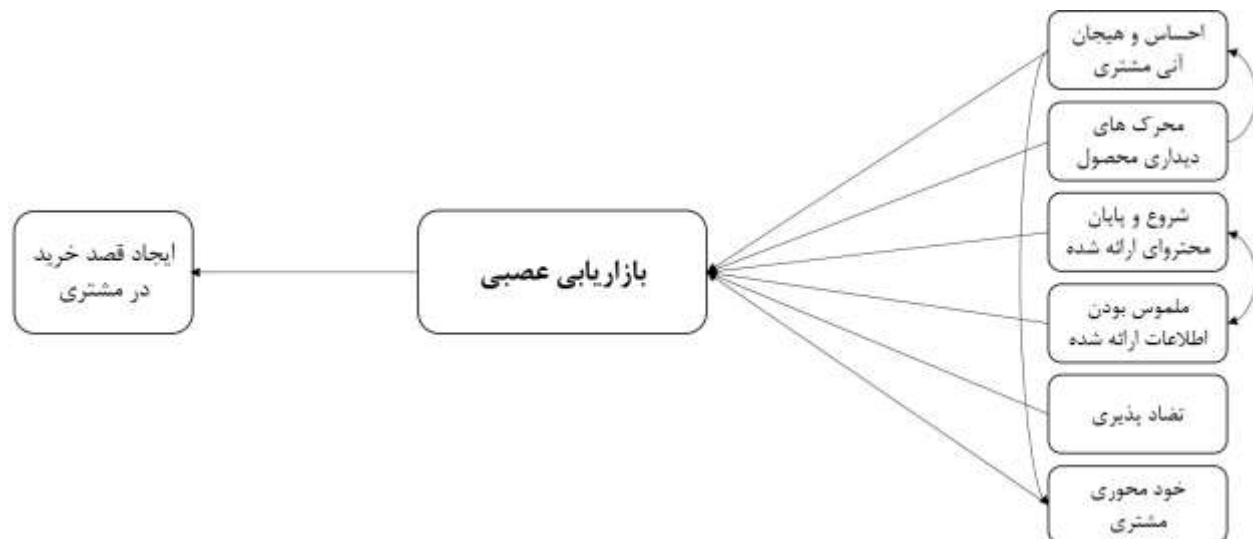 احساس و هیجان
آنی مشتری
محرک های
دیداری محصول
شروع و پایان
محتروای ارائه شده
ملموس بودن
اطلاعات ارائه شده
تضاد پذیری
خود محوری
مشتری
بازاریابی عصبی
ایجاد قصد خرید
در مشتری